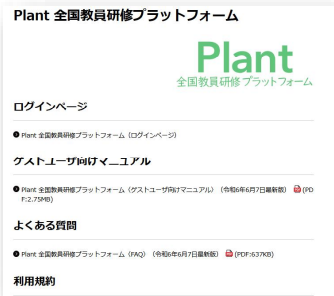 Plant 全国教員研修プラットフォーム
Plant
全国教員研修プラットフォーム
ログインページ
Plant 全国教員研修プラットフォーム（ログインページ）
ゲストユーザ向けマニュアル
Plant 全国教員研修プラットフォーム（ゲストユーザ向けマニュアル）（令和6年6月7日最新版） (PD
F:2.75MB)
よくある質問
Plant 全国教員研修プラットフォーム（FAQ）（令和6年6月7日最新版） (PDF:637KB)
利用規約